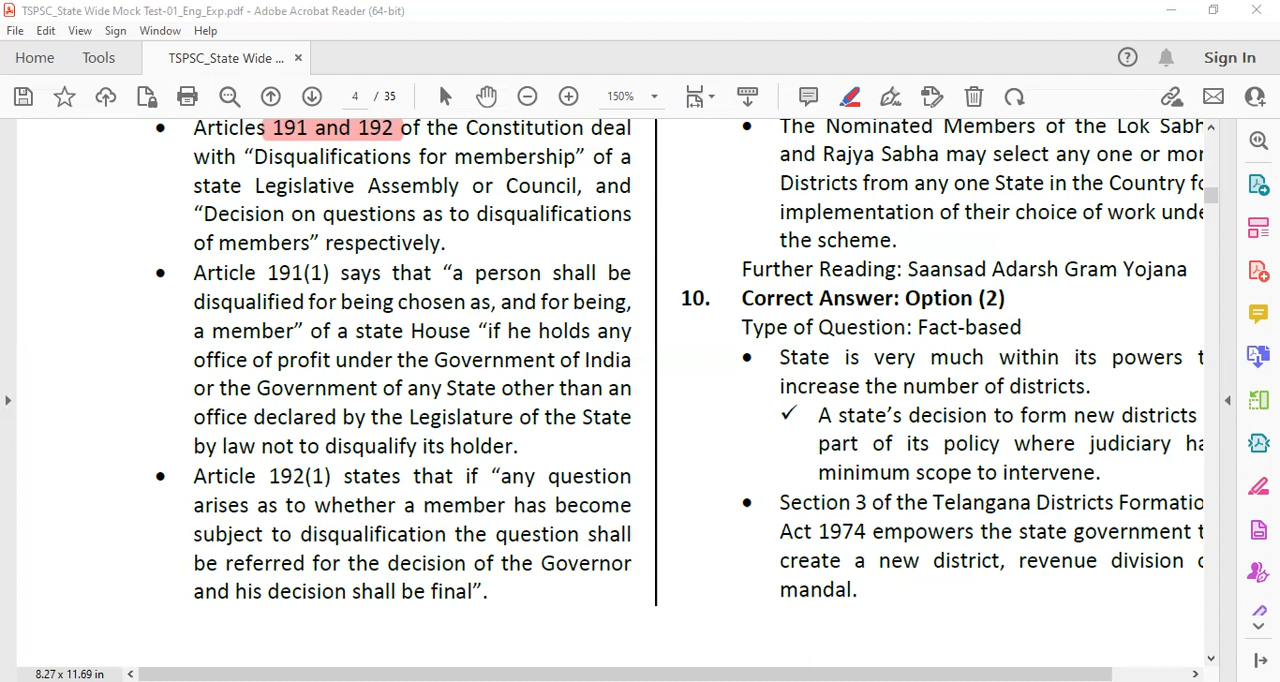 TSPSC_State Wide Mock Test-01_Eng_Exp.pdf - Adobe Acrobat Reader (64-bit)
File Edit View Sign Window Help
Home Tools TSPSC_State Wide ... × Sign In
4 / 35 150%
• Articles 191 and 192 of the Constitution deal
with “Disqualifications for membership” of a
state Legislative Assembly or Council, and
“Decision on questions as to disqualifications
of members” respectively.
• Article 191(1) says that “a person shall be
disqualified for being chosen as, and for being,
a member” of a state House “if he holds any
office of profit under the Government of India
or the Government of any State other than an
office declared by the Legislature of the State
by law not to disqualify its holder.
• Article 192(1) states that if “any question
arises as to whether a member has become
subject to disqualification the question shall
be referred for the decision of the Governor
and his decision shall be final”.
• The Nominated Members of the Lok Sabh
and Rajya Sabha may select any one or mor
Districts from any one State in the Country fo
implementation of their choice of work unde
the scheme.
Further Reading: Saansad Adarsh Gram Yojana
10. Correct Answer: Option (2)
Type of Question: Fact-based
• State is very much within its powers t
increase the number of districts.
✓ A state’s decision to form new districts
part of its policy where judiciary ha
minimum scope to intervene.
• Section 3 of the Telangana Districts Formatio
Act 1974 empowers the state government t
create a new district, revenue division o
mandal.
8.27 x 11.69 in